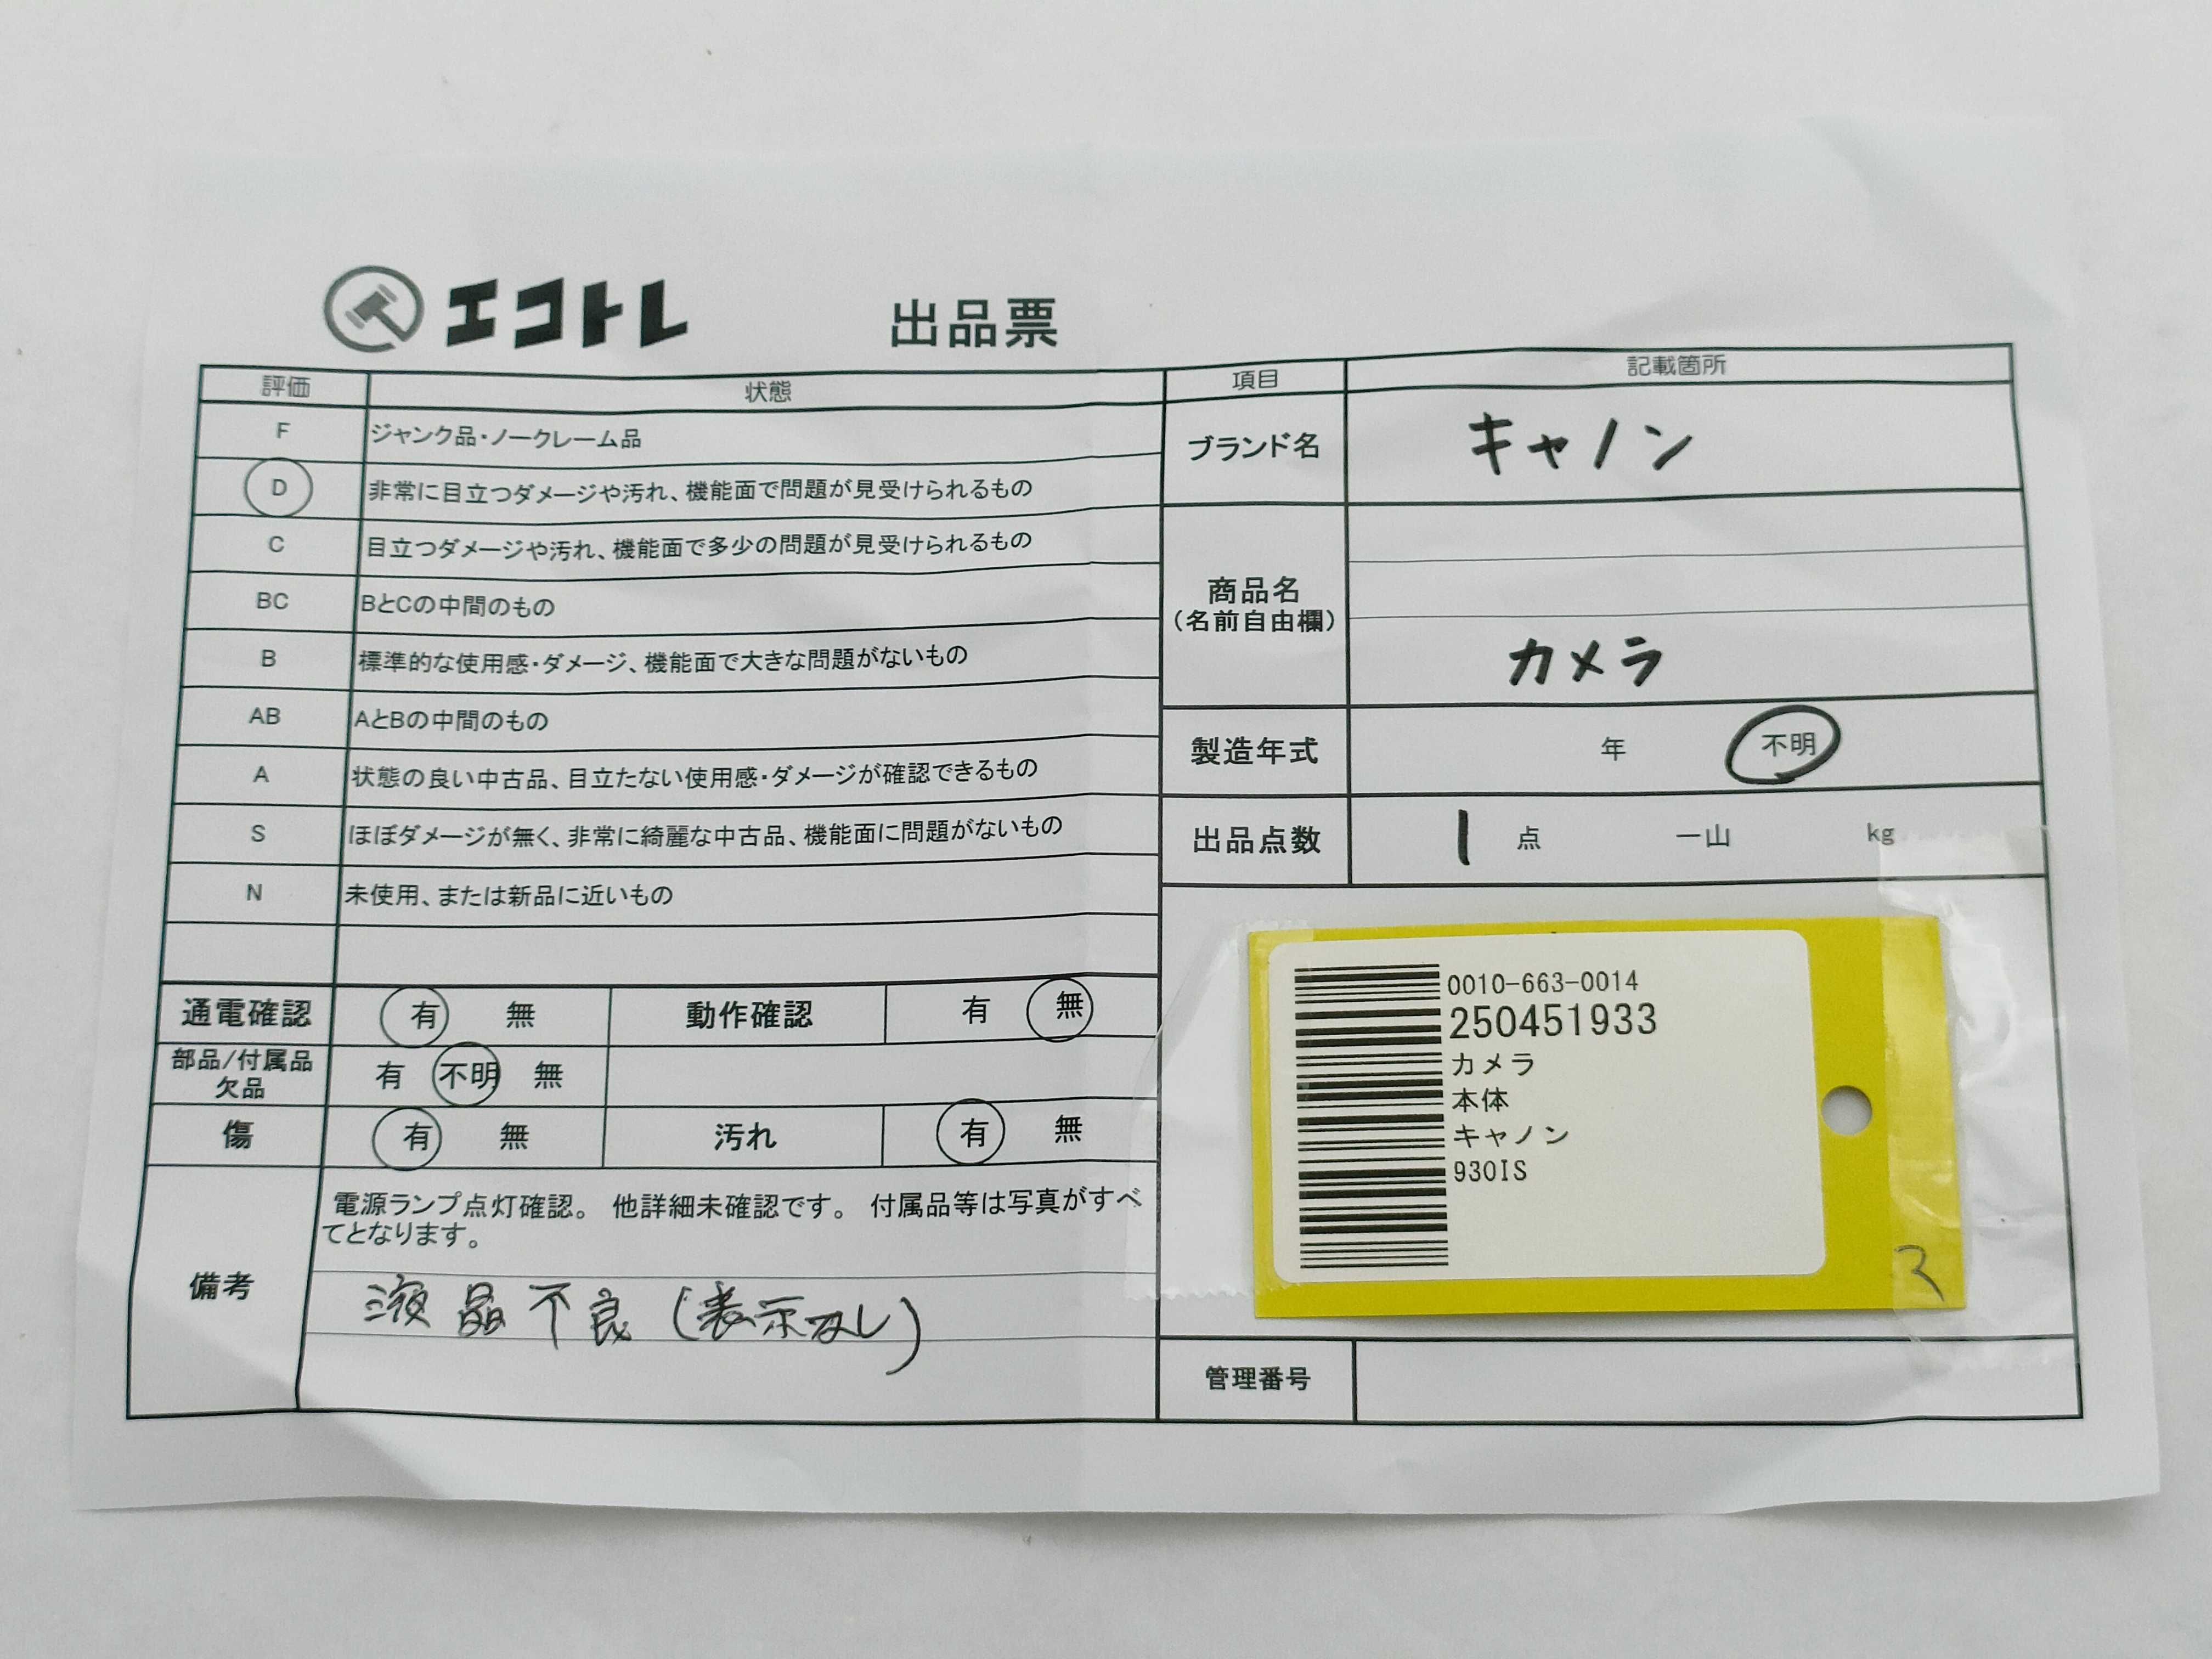 エコトレ
出品票
評価 状態
F ジャンク品・ノークレーム品
D 非常に目立つダメージや汚れ、機能面で問題が見受けられるもの
C 目立つダメージや汚れ、機能面で多少の問題が見受けられるもの
BC BとCの中間のもの
B 標準的な使用感・ダメージ、機能面で大きな問題がないもの
AB AとBの中間のもの
A 状態の良い中古品、目立たない使用感・ダメージが確認できるもの
S ほぼダメージが無く、非常に綺麗な中古品、機能面に問題がないもの
N 未使用、または新品に近いもの
通電確認 有 無 動作確認 有 無
部品/付属品
欠品 有 不明 無
傷 有 無 汚れ 有 無
備考
電源ランプ点灯確認。 他詳細未確認です。 付属品等は写真がすべ
てとなります。
液晶不良(表示なし)
項目 記載箇所
ブランド名 キャノン
商品名
(名前自由欄)
カメラ
製造年式 年 不明
出品点数 1 点 一山 kg
0010-663-0014
250451933
カメラ
本体
キャノン
930IS
管理番号